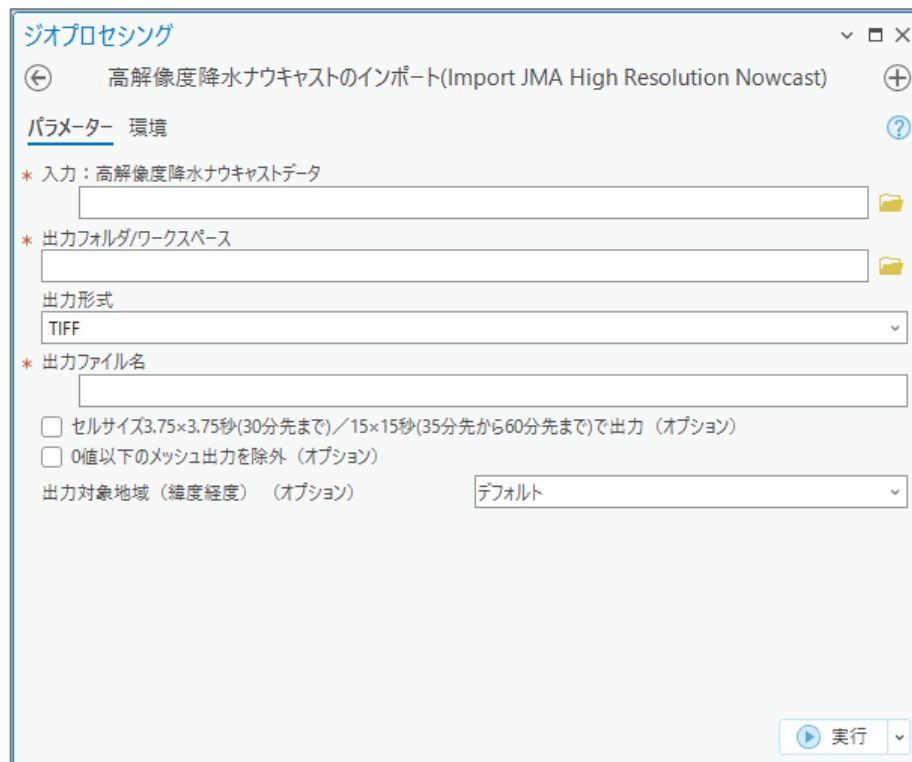 ジオプロセシング
高解像度降水ナウキャストのインポート(Import JMA High Resolution Nowcast)
パラメーター 環境
* 入力：高解像度降水ナウキャストデータ
* 出力フォルダ/ワークスペース
出力形式
TIFF
* 出力ファイル名
セルサイズ3.75×3.75秒(30分先まで)／15×15秒(35分先から60分先まで)で出力（オプション）
0値以下のメッシュ出力を除外（オプション）
出力対象地域（緯度経度）（オプション） デフォルト
実行